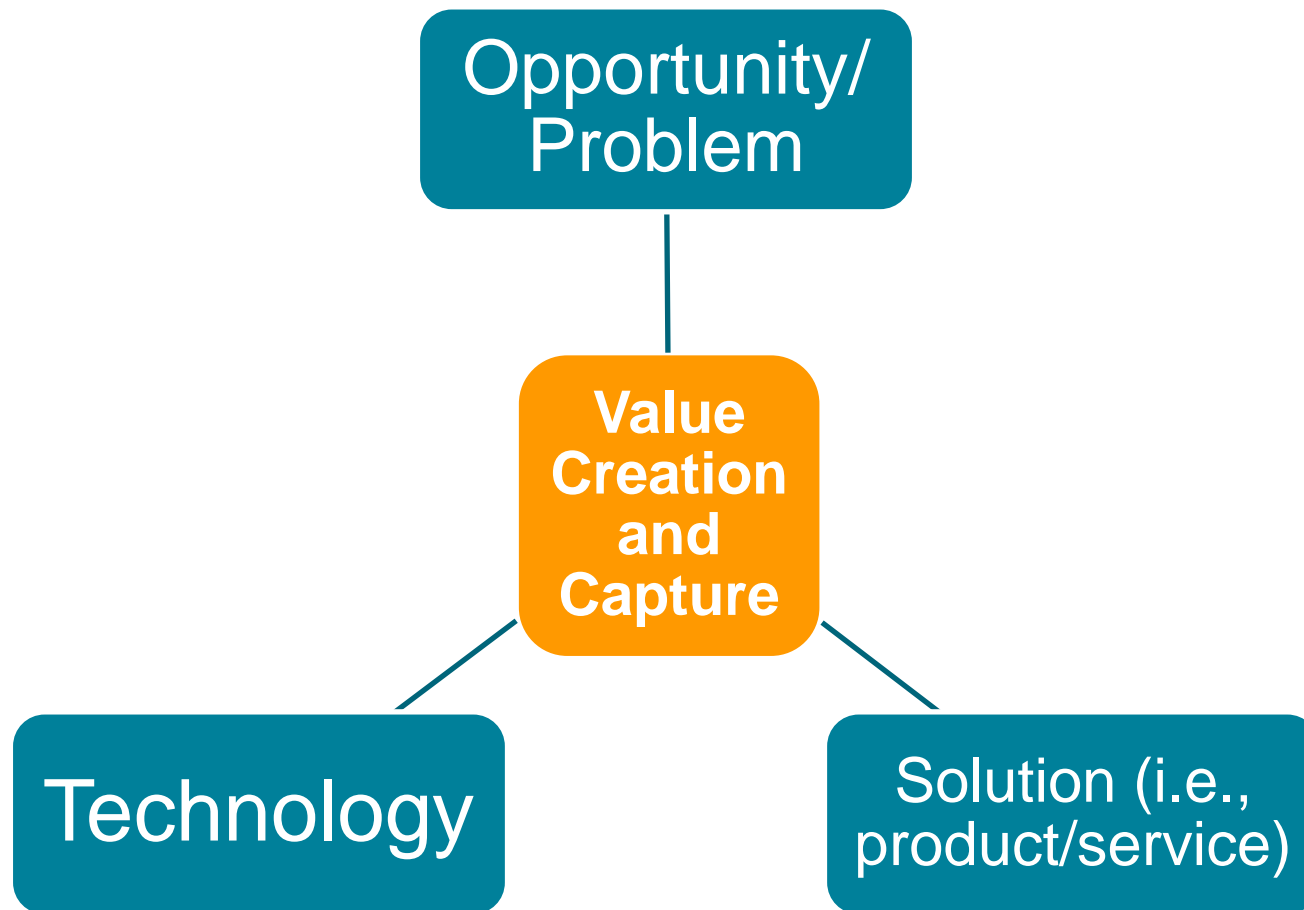 Opportunity/
Problem
Value
Creation
and
Capture
Technology
Solution (i.e.,
product/service)